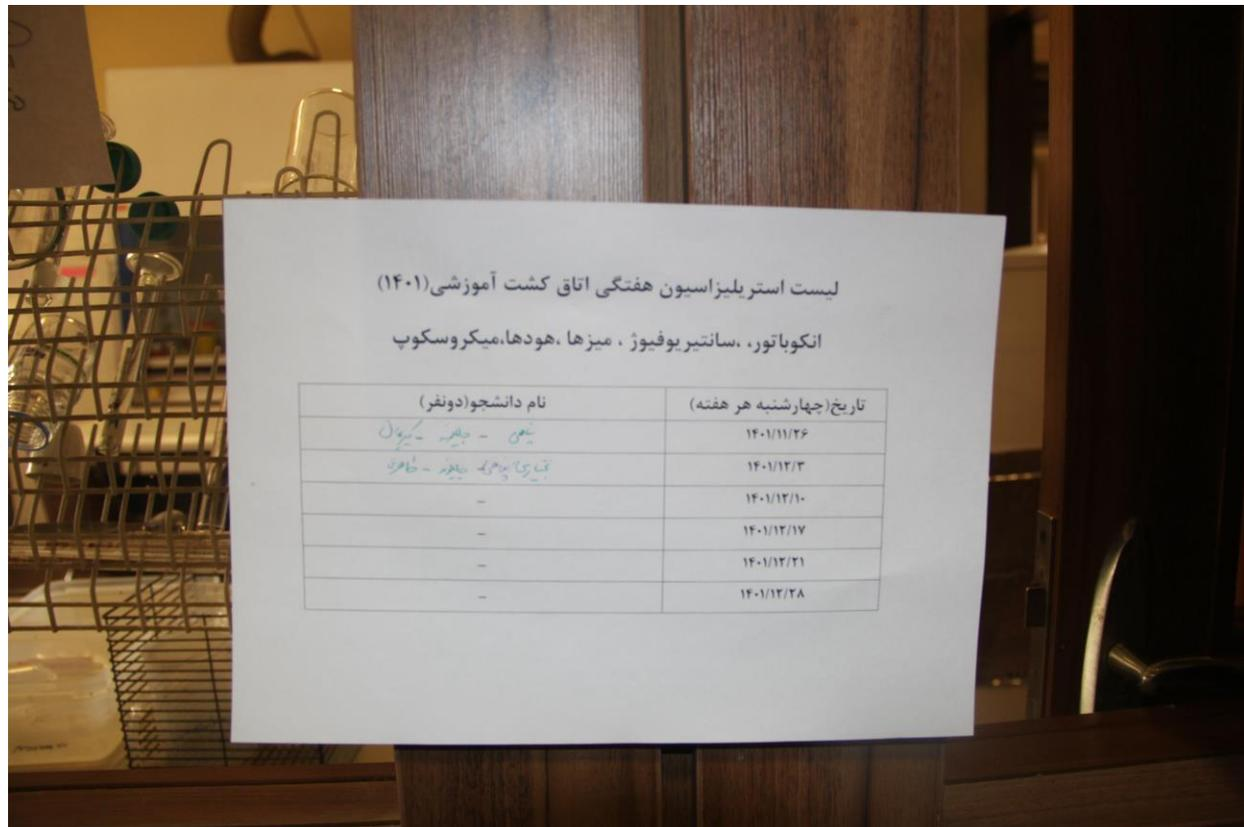 لیست استریلیزاسیون هفتگی اتاق کشت آموزشی(۱۴۰۱)
انکوباتور، ،سانتیریوفیوژ ، میزها ،هودها،میکروسکوپ
تاریخ(چهارشنبه هر هفته) نام دانشجو(دونفر)
۱۴۰۱/۱۱/۲۶
۱۴۰۱/۱۲/۳
۱۴۰۱/۱۲/۱۰ –
۱۴۰۱/۱۲/۱۷ –
۱۴۰۱/۱۲/۲۱ –
۱۴۰۱/۱۲/۲۸ –